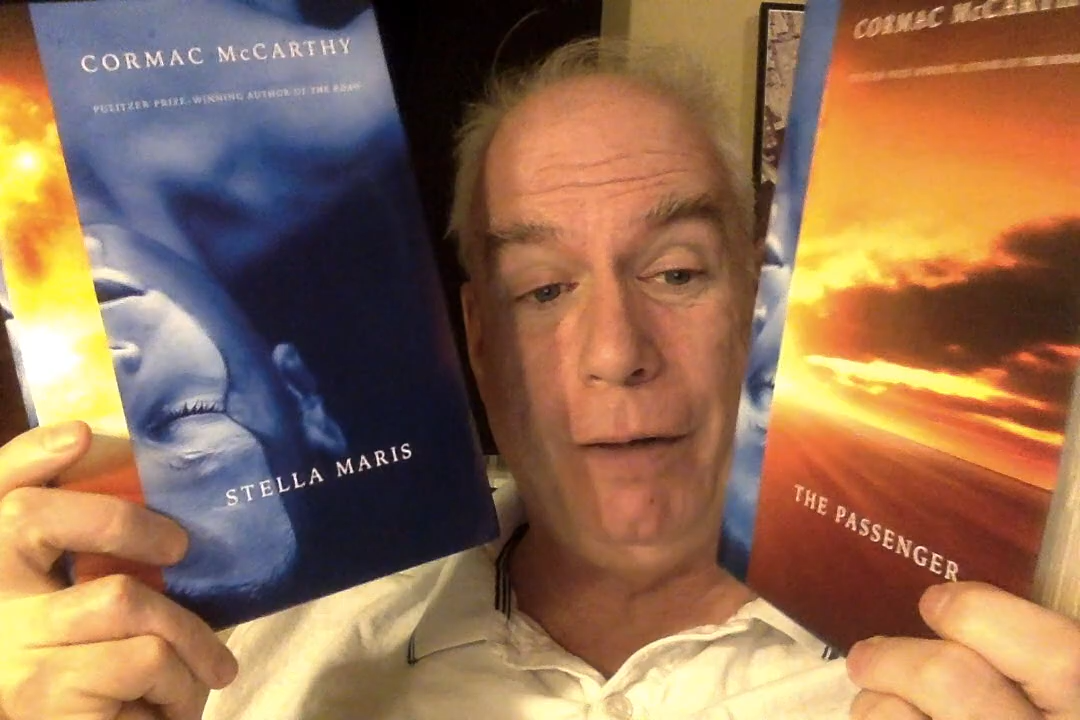 CORMAC McCARTHY
PULITZER PRIZE-WINNING AUTHOR OF THE ROAD
STELLA MARIS
CORMAC McCARTHY
THE PASSENGER